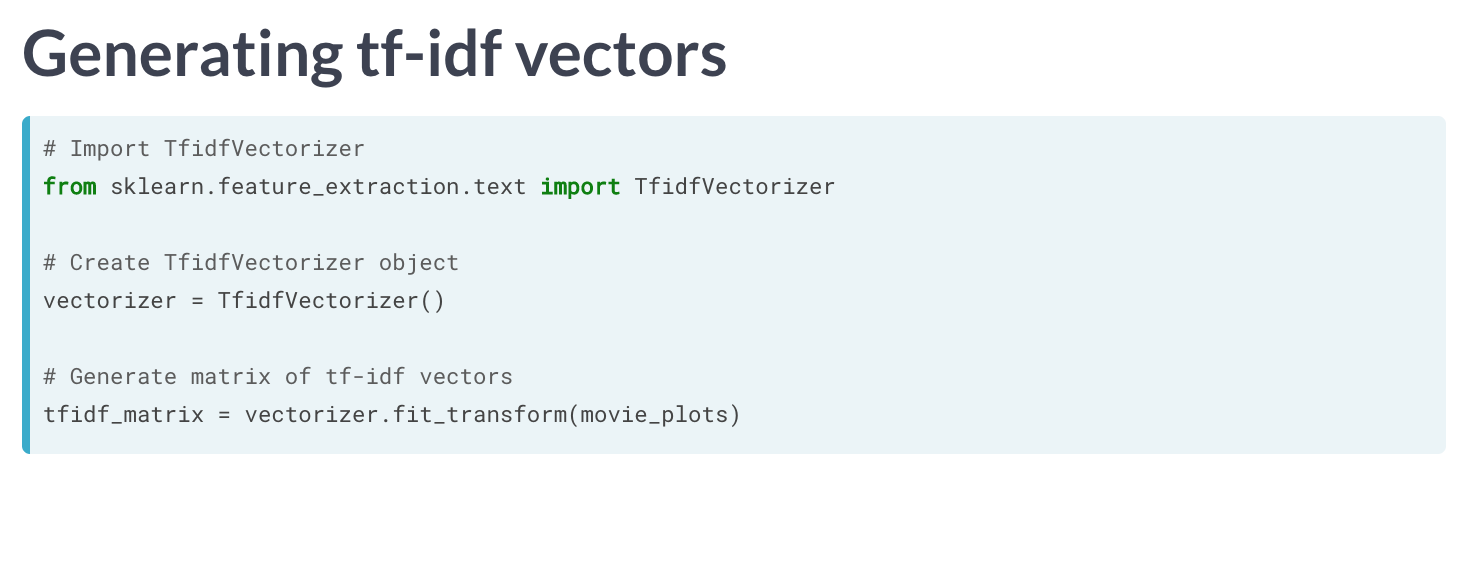 Generating tf-idf vectors
# Import TfidfVectorizer
from sklearn.feature_extraction.text import TfidfVectorizer
# Create TfidfVectorizer object
vectorizer = TfidfVectorizer()
# Generate matrix of tf-idf vectors
tfidf_matrix = vectorizer.fit_transform(movie_plots)